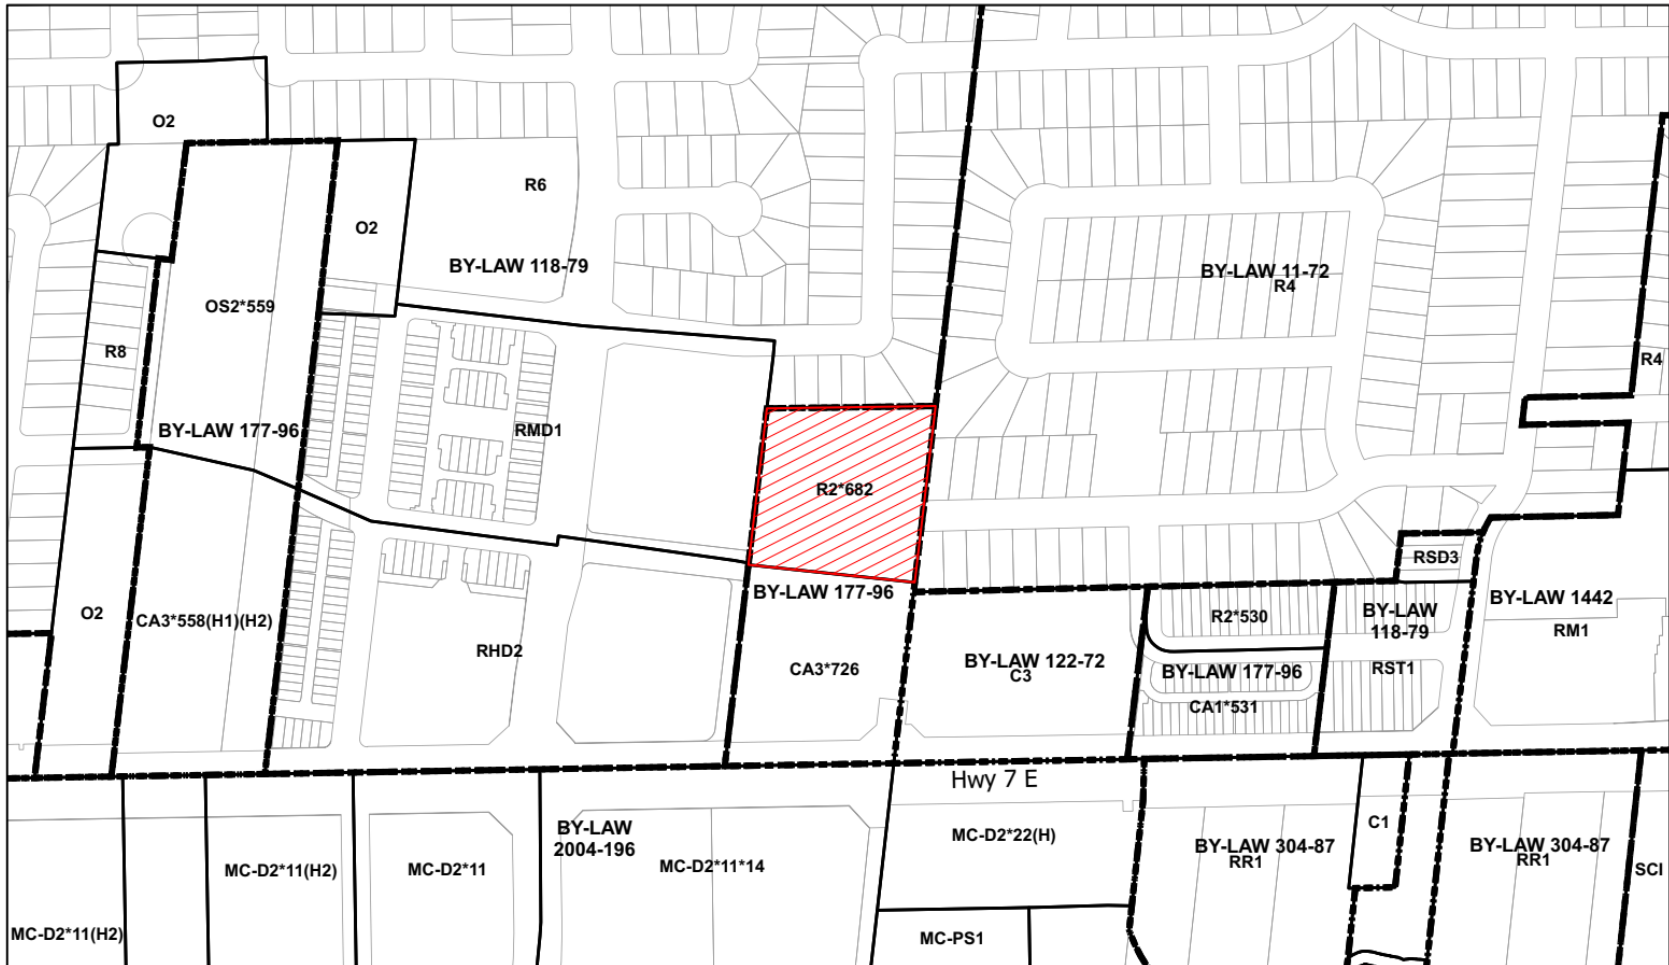 O2
R6
O2
BY-LAW 118-79
BY-LAW 11-72
R4
OS2*559
R8
R4
BY-LAW 177-96
RMD1
R2*682
RSD3
BY-LAW 177-96
O2
CA3*558(H1)(H2)
R2*530
BY-LAW
118-79
BY-LAW 1442
RM1
RHD2
CA3*726
BY-LAW 122-72
C3
BY-LAW 177-96
RST1
CA1*531
Hwy 7 E
BY-LAW
2004-196
MC-D2*22(H)
C1
BY-LAW 304-87
RR1
BY-LAW 304-87
RR1
MC-D2*11(H2)
MC-D2*11
MC-D2*11*14
SCI
MC-D2*11(H2)
MC-PS1